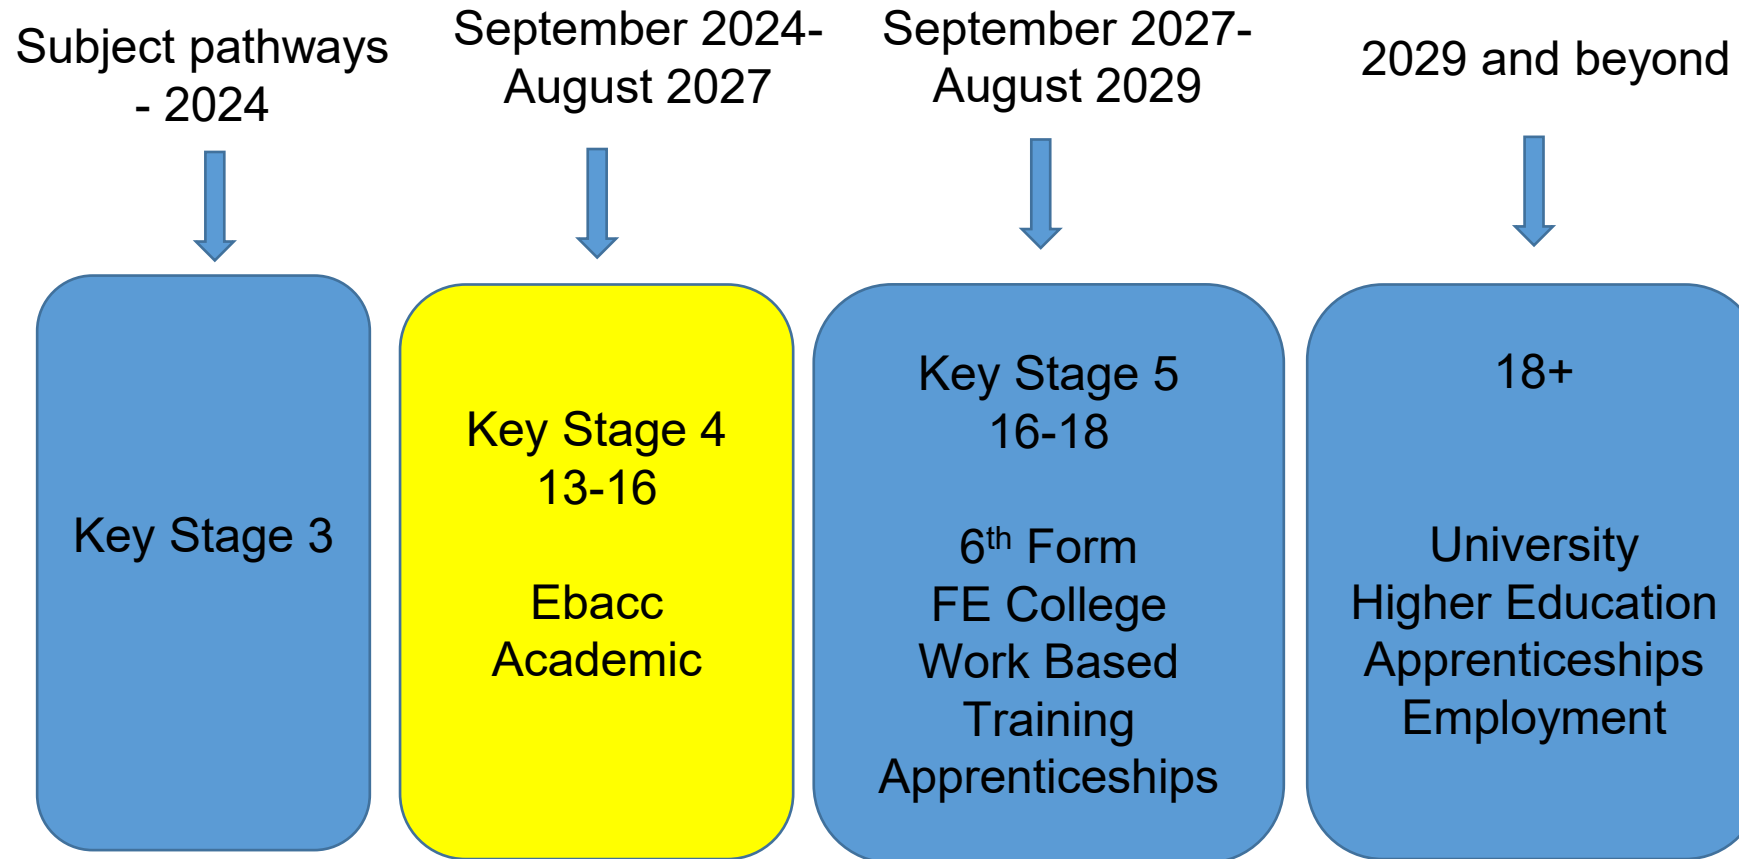 Subject pathways
- 2024
September 2024-
August 2027
September 2027-
August 2029
2029 and beyond
Key Stage 3
Key Stage 4
13-16
Ebacc
Academic
Key Stage 5
16-18
6th Form
FE College
Work Based
Training
Apprenticeships
18+
University
Higher Education
Apprenticeships
Employment